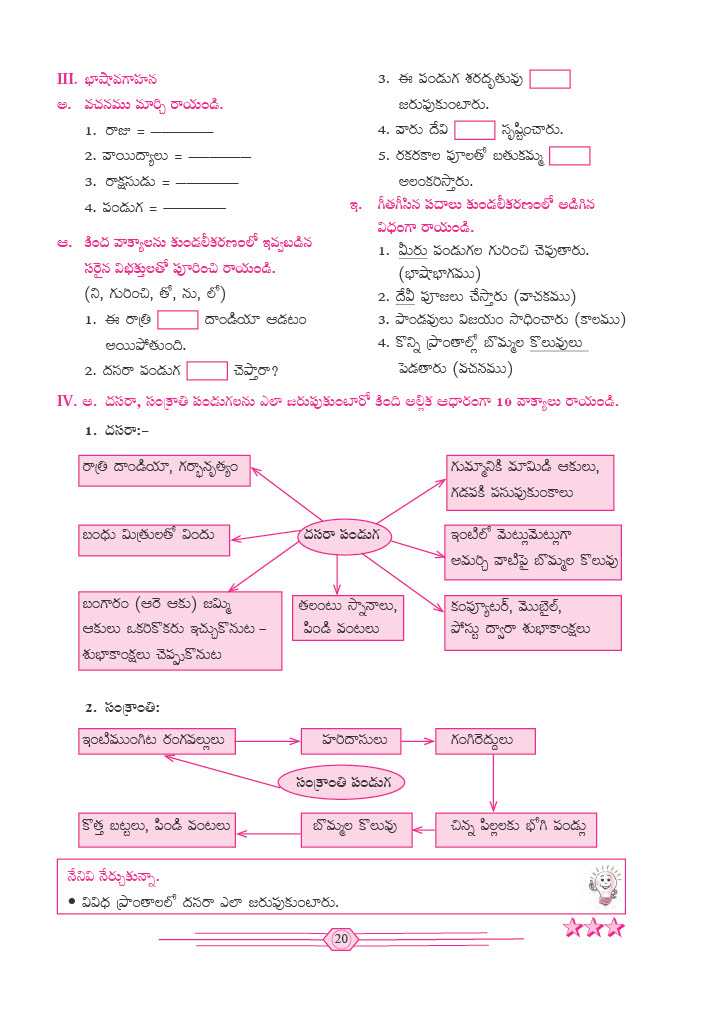 III. భాషావగాహన
అ. వచనము మార్చి రాయండి.
1. రాజు = ————
2. వాయిద్యాలు = ————
3. రాక్షసుడు = ————
4. పండుగ = ————
ఆ. కింద వాక్యాలను కుండలీకరణంలో ఇవ్వబడిన
సరైన విభక్తులతో పూరించి రాయండి.
(ని, గురించి, తో, ను, లో)
1. ఈ రాత్రి దాండియా ఆడటం
అయిపోతుంది.
2. దసరా పండుగ చెప్తారా?
3. ఈ పండుగ శరదృతువు
జరుపుకుంటారు.
4. వారు దేవి సృష్టించారు.
5. రకరకాల పూలతో బతుకమ్మ
అలంకరిస్తారు.
ఇ. గీతగీసిన పదాలు కుండలీకరణంలో అడిగిన
విధంగా రాయండి.
1. మీరు పండుగల గురించి చెపుతారు.
(భాషాభాగము)
2. దేవీ పూజలు చేస్తారు (వాచకము)
3. పాండవులు విజయం సాధించారు (కాలము)
4. కొన్ని ప్రాంతాల్లో బొమ్మల కొలువులు
పెడతారు (వచనము)
IV. ఆ. దసరా, సంక్రాతి పండుగలను ఎలా జరుపుకుంటారో కింది అల్లిక ఆధారంగా 10 వాక్యాలు రాయండి.
1. దసరా:-
రాత్రి దాండియా, గర్భానృత్యం
గుమ్మానికి మామిడి ఆకులు,
గడపకి పసుపుకుంకాలు
బంధు మిత్రులతో విందు
దసరా పండుగ
ఇంటిలో మెట్లుమెట్లుగా
అమర్చి వాటిపై బొమ్మల కొలువు
బంగారం (ఆరె ఆకు) జమ్మి
ఆకులు ఒకరికొకరు ఇచ్చుకొనుట –
శుభాకాంక్షలు చెప్పుకొనుట
తలంటు స్నానాలు,
పిండి వంటలు
కంప్యూటర్, మొబైల్,
పోస్టు ద్వారా శుభాకాంక్షలు
2. సంక్రాంతి:
ఇంటిముంగిట రంగవల్లులు
హరిదాసులు
గంగిరెద్దులు
సంక్రాంతి పండుగ
కొత్త బట్టలు, పిండి వంటలు
బొమ్మల కొలువు
చిన్న పిల్లలకు భోగి పండ్లు
నేనివి నేర్చుకున్నా.
• వివిధ ప్రాంతాలలో దసరా ఎలా జరుపుకుంటారు.
20